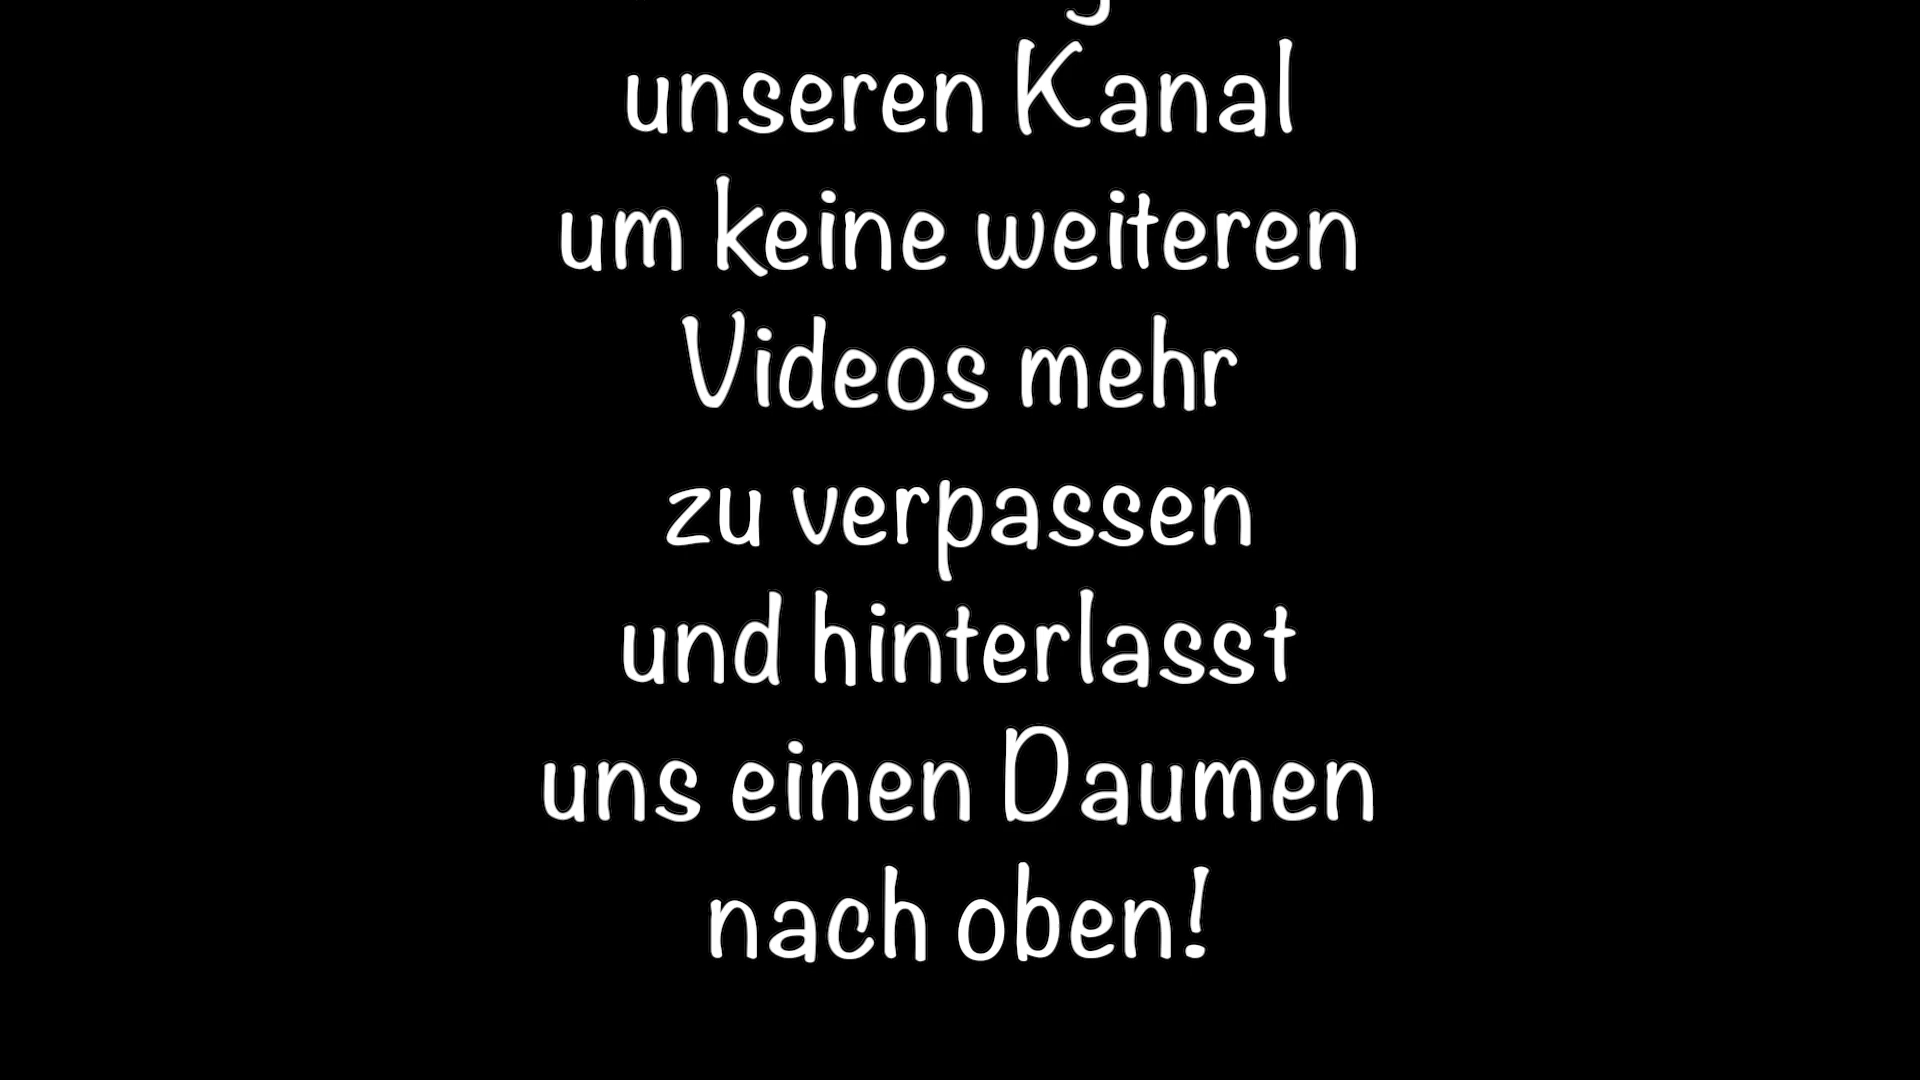 unseren Kanal
um keine weiteren
Videos mehr
zu verpassen
und hinterlasst
uns einen Daumen
nach oben!